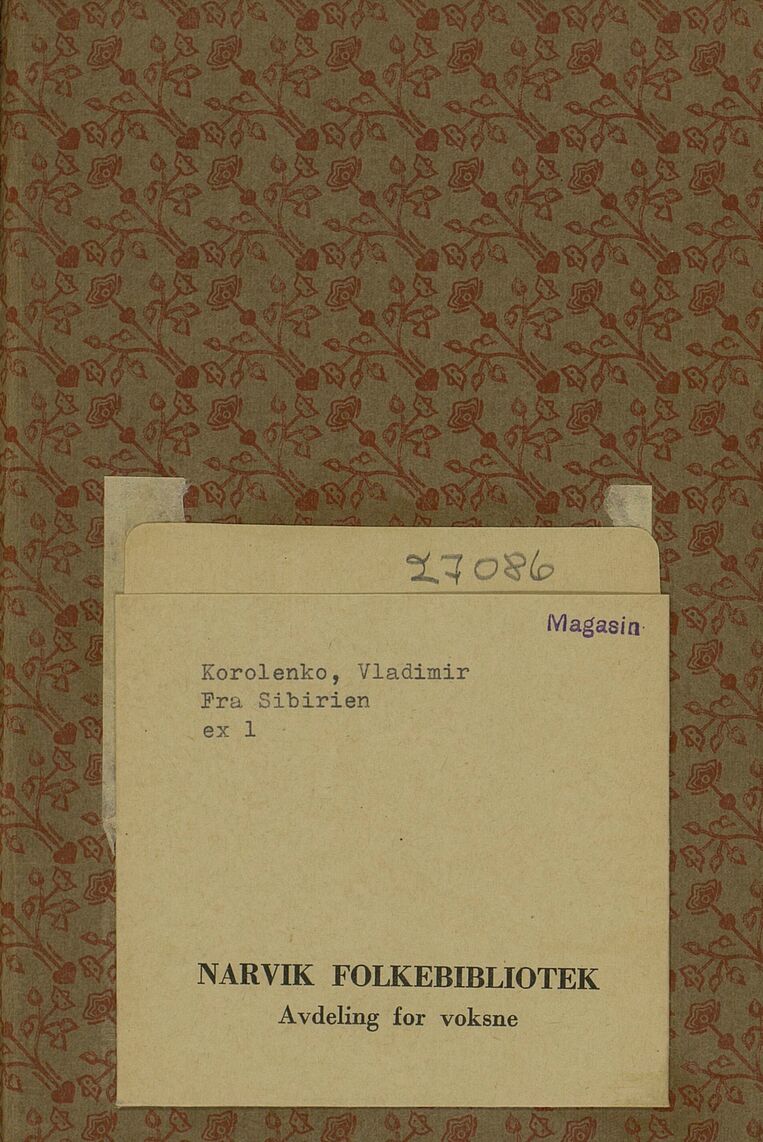 27086
Magasin
Korolenko, Vladimir
Fra Sibirien
ex 1
NARVIK FOLKEBIBLIOTEK
Avdeling for voksne